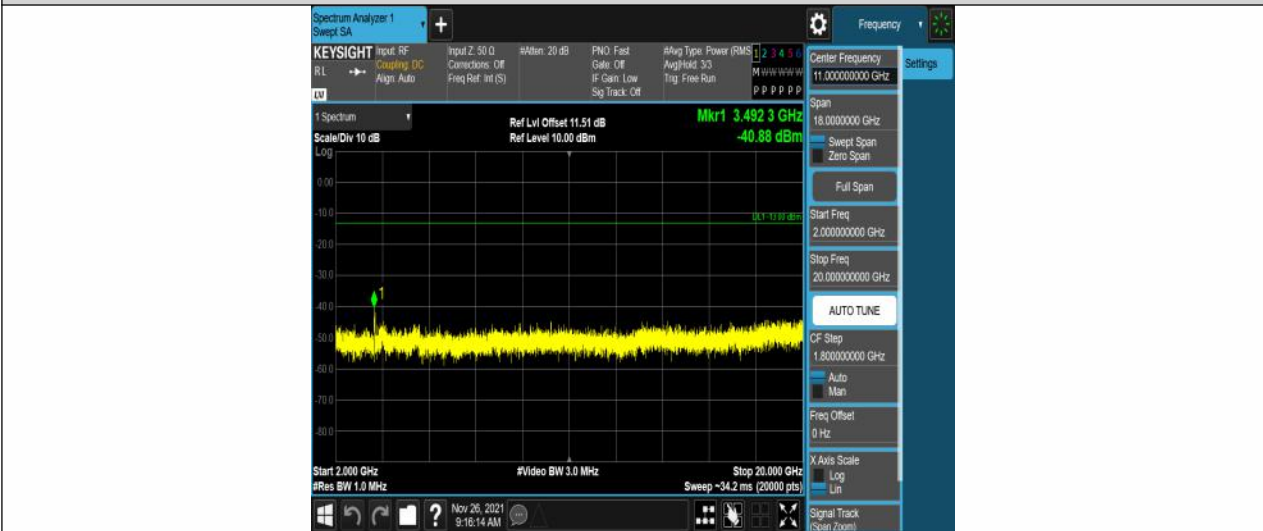 Spectrum Analyzer 1
Swept SA
+
Frequency
KEYSIGHT
RL
LV
Input: RF
Coupling: DC
Align: Auto
Input Z: 50 Ω
Corrections: Off
Freq Ref: Int (S)
#Atten: 20 dB
PNO: Fast
Gate: Off
IF Gain: Low
Sig Track: Off
#Avg Type: Power (RMS
Avg|Hold: 3/3
Trig: Free Run
1 2 3 4 5 6
M W W W W W
P P P P P P
1 Spectrum
Scale/Div 10 dB
Log
Ref Lvl Offset 11.51 dB
Ref Level 10.00 dBm
Mkr1 3.492 3 GHz
-40.88 dBm
0.00
-10.0
DL1 -13.00 dBm
-20.0
-30.0
1
-40.0
-50.0
-60.0
-70.0
-80.0
Start 2.000 GHz
#Res BW 1.0 MHz
#Video BW 3.0 MHz
Stop 20.000 GHz
Sweep ~34.2 ms (20000 pts)
?
Nov 26, 2021
9:16:14 AM
Center Frequency
11.000000000 GHz
Settings
Span
18.0000000 GHz
Swept Span
Zero Span
Full Span
Start Freq
2.000000000 GHz
Stop Freq
20.000000000 GHz
AUTO TUNE
CF Step
1.800000000 GHz
Auto
Man
Freq Offset
0 Hz
X Axis Scale
Log
Lin
Signal Track
(Span Zoom)